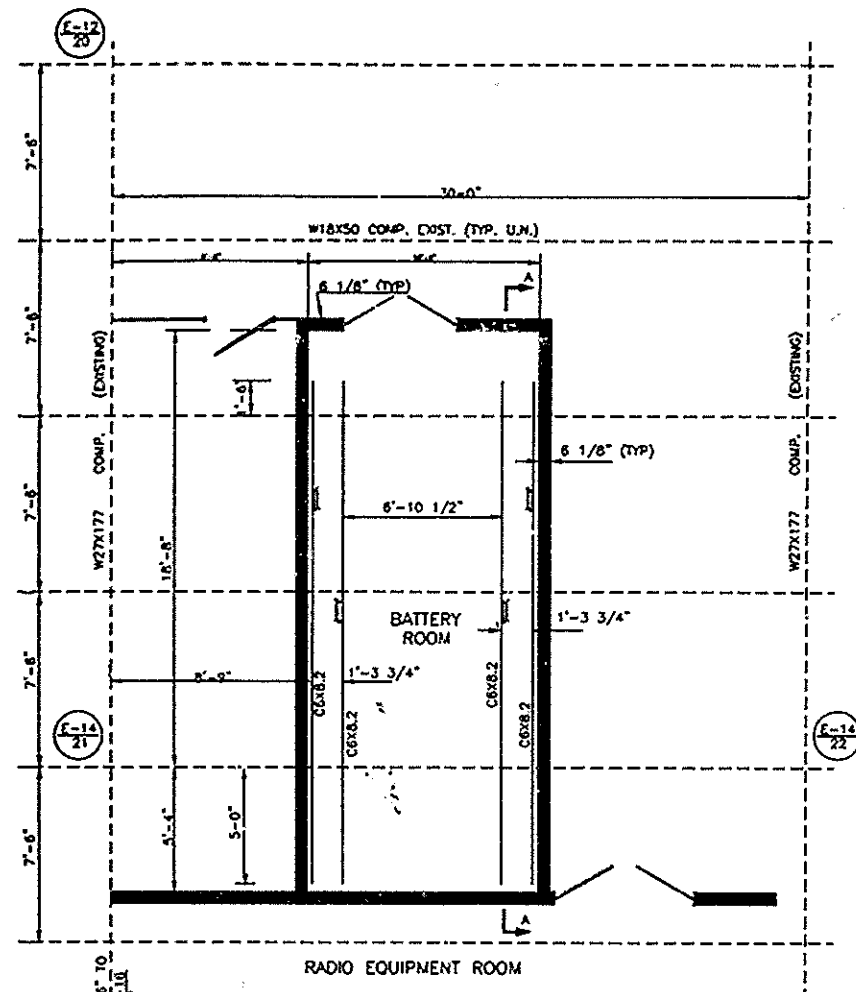 E-12
20
7'-6"
30-0"
W18X50 COMP. EXIST. (TYP. U.N.)
A
6 1/8" (TYP)
7'-6"
(EXISTING)
COMP.
W27X177
(EXISTING)
COMP.
W27X177
1'-6"
6 1/8" (TYP)
7'-6"
6'-10 1/2"
18'-8"
BATTERY
ROOM
1'-3 3/4"
7'-6"
1'-3 3/4"
C6X8.2
C6X8.2
C6X8.2
C6X8.2
E-14
21
E-14
22
5'-4"
5-0"
7'-6"
A
RADIO EQUIPMENT ROOM